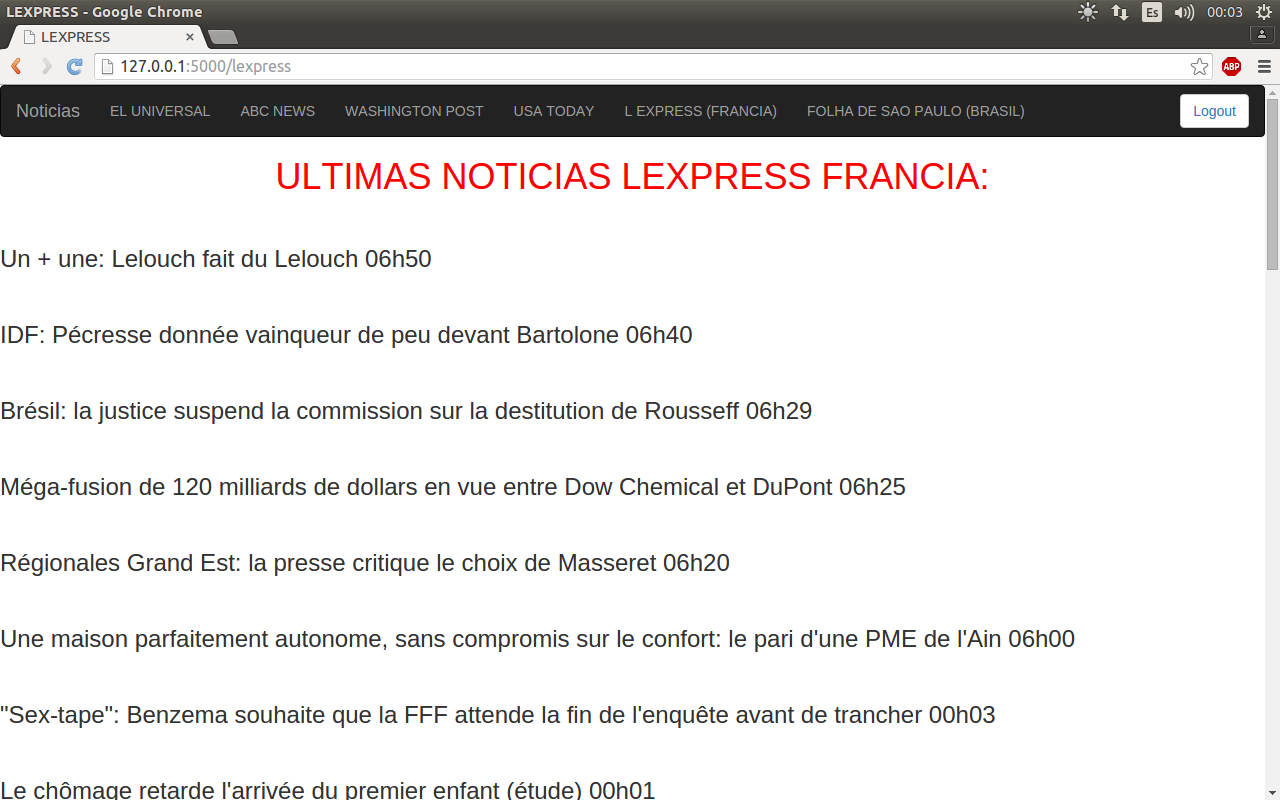 LEXPRESS - Google Chrome Es 00:03
LEXPRESS
127.0.0.1:5000/lexpress ABP
Noticias EL UNIVERSAL ABC NEWS WASHINGTON POST USA TODAY L EXPRESS (FRANCIA) FOLHA DE SAO PAULO (BRASIL) Logout
ULTIMAS NOTICIAS LEXPRESS FRANCIA:
Un + une: Lelouch fait du Lelouch 06h50
IDF: Pécresse donnée vainqueur de peu devant Bartolone 06h40
Brésil: la justice suspend la commission sur la destitution de Rousseff 06h29
Méga-fusion de 120 milliards de dollars en vue entre Dow Chemical et DuPont 06h25
Régionales Grand Est: la presse critique le choix de Masseret 06h20
Une maison parfaitement autonome, sans compromis sur le confort: le pari d'une PME de l'Ain 06h00
"Sex-tape": Benzema souhaite que la FFF attende la fin de l'enquête avant de trancher 00h03
Le chômage retarde l'arrivée du premier enfant (étude) 00h01